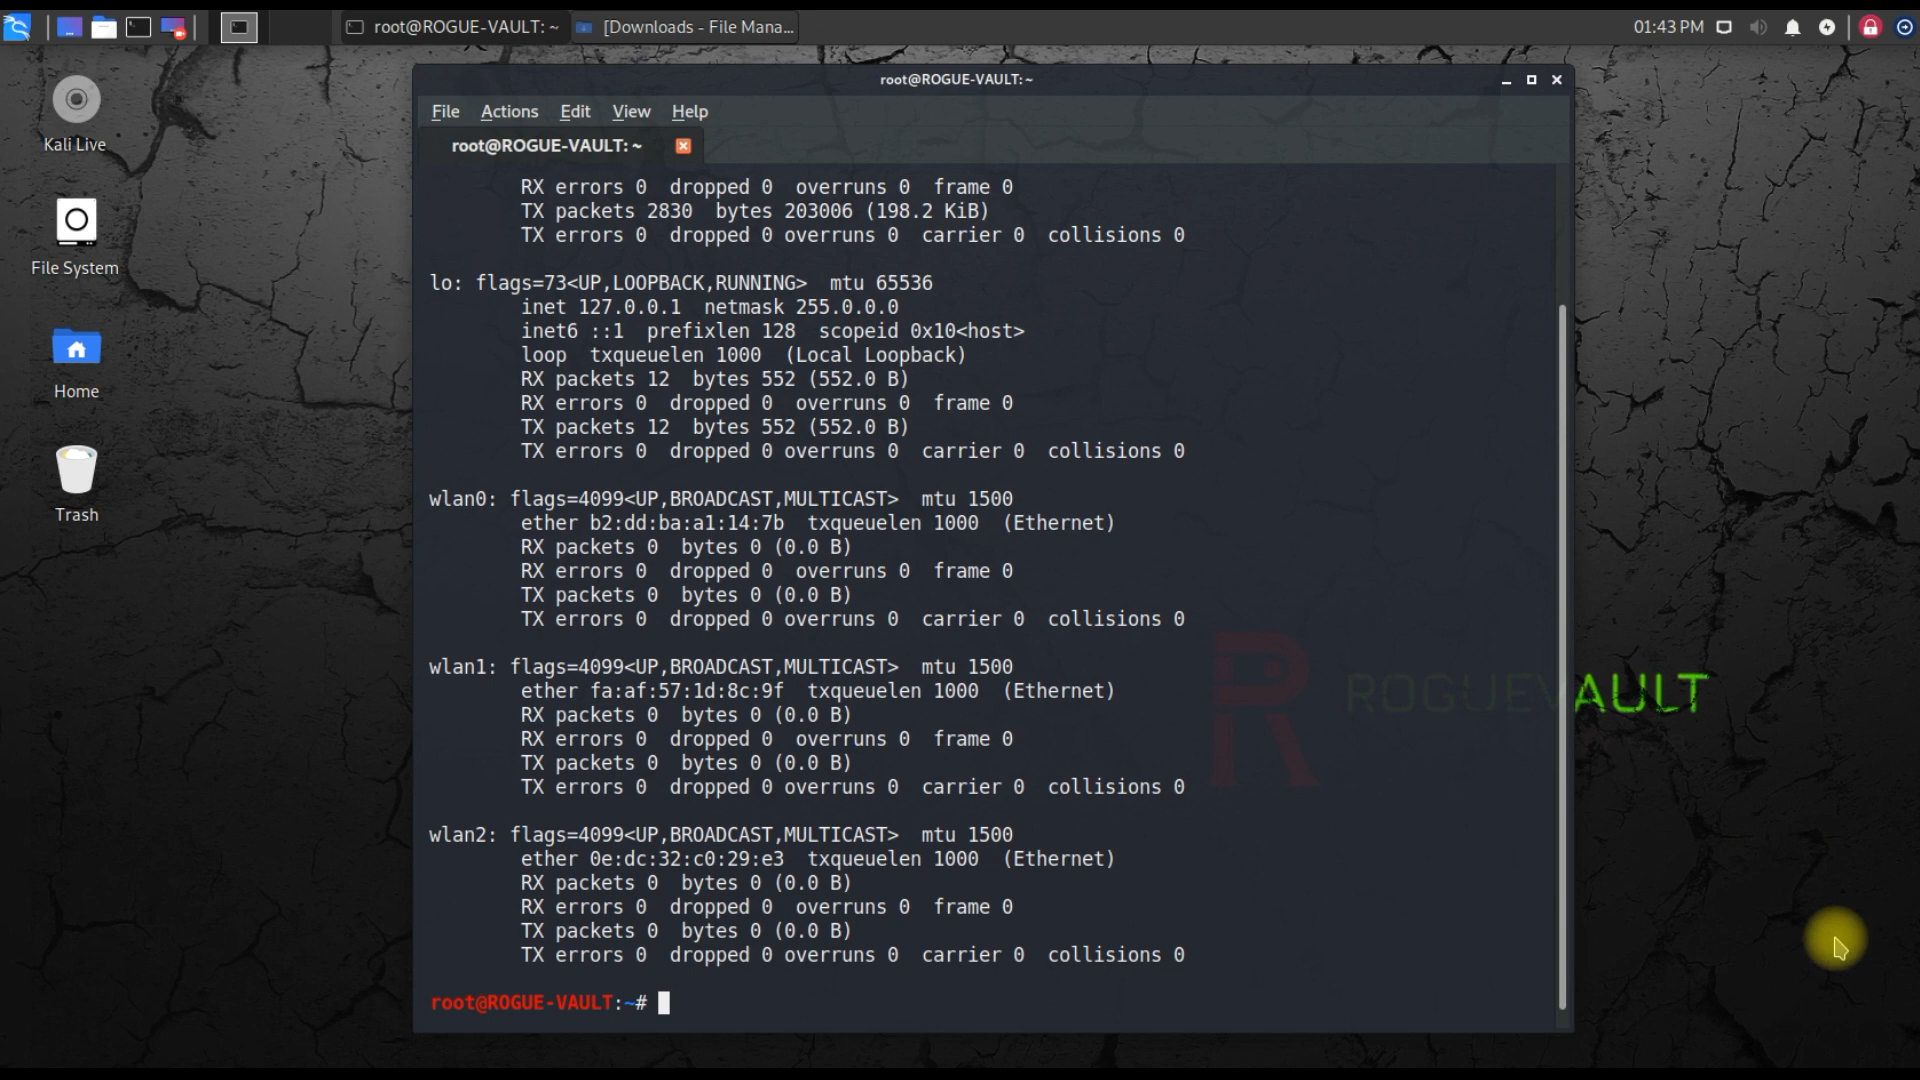 root@ROGUE-VAULT: ~
[Downloads - File Mana...
01:43 PM
root@ROGUE-VAULT:~
File Actions Edit View Help
root@ROGUE-VAULT: ~
Kali Live
File System
Home
Trash
RX errors 0  dropped 0  overruns 0  frame 0
TX packets 2830  bytes 203006 (198.2 KiB)
TX errors 0  dropped 0 overruns 0  carrier 0  collisions 0
lo: flags=73<UP,LOOPBACK,RUNNING>  mtu 65536
inet 127.0.0.1  netmask 255.0.0.0
inet6 ::1  prefixlen 128  scopeid 0x10<host>
loop  txqueuelen 1000  (Local Loopback)
RX packets 12  bytes 552 (552.0 B)
RX errors 0  dropped 0  overruns 0  frame 0
TX packets 12  bytes 552 (552.0 B)
TX errors 0  dropped 0 overruns 0  carrier 0  collisions 0
wlan0: flags=4099<UP,BROADCAST,MULTICAST>  mtu 1500
ether b2:dd:ba:a1:14:7b  txqueuelen 1000  (Ethernet)
RX packets 0  bytes 0 (0.0 B)
RX errors 0  dropped 0  overruns 0  frame 0
TX packets 0  bytes 0 (0.0 B)
TX errors 0  dropped 0 overruns 0  carrier 0  collisions 0
wlan1: flags=4099<UP,BROADCAST,MULTICAST>  mtu 1500
ether fa:af:57:1d:8c:9f  txqueuelen 1000  (Ethernet)
RX packets 0  bytes 0 (0.0 B)
RX errors 0  dropped 0  overruns 0  frame 0
TX packets 0  bytes 0 (0.0 B)
TX errors 0  dropped 0 overruns 0  carrier 0  collisions 0
wlan2: flags=4099<UP,BROADCAST,MULTICAST>  mtu 1500
ether 0e:dc:32:c0:29:e3  txqueuelen 1000  (Ethernet)
RX packets 0  bytes 0 (0.0 B)
RX errors 0  dropped 0  overruns 0  frame 0
TX packets 0  bytes 0 (0.0 B)
TX errors 0  dropped 0 overruns 0  carrier 0  collisions 0
root@ROGUE-VAULT:~#
R ROGUEVAULT